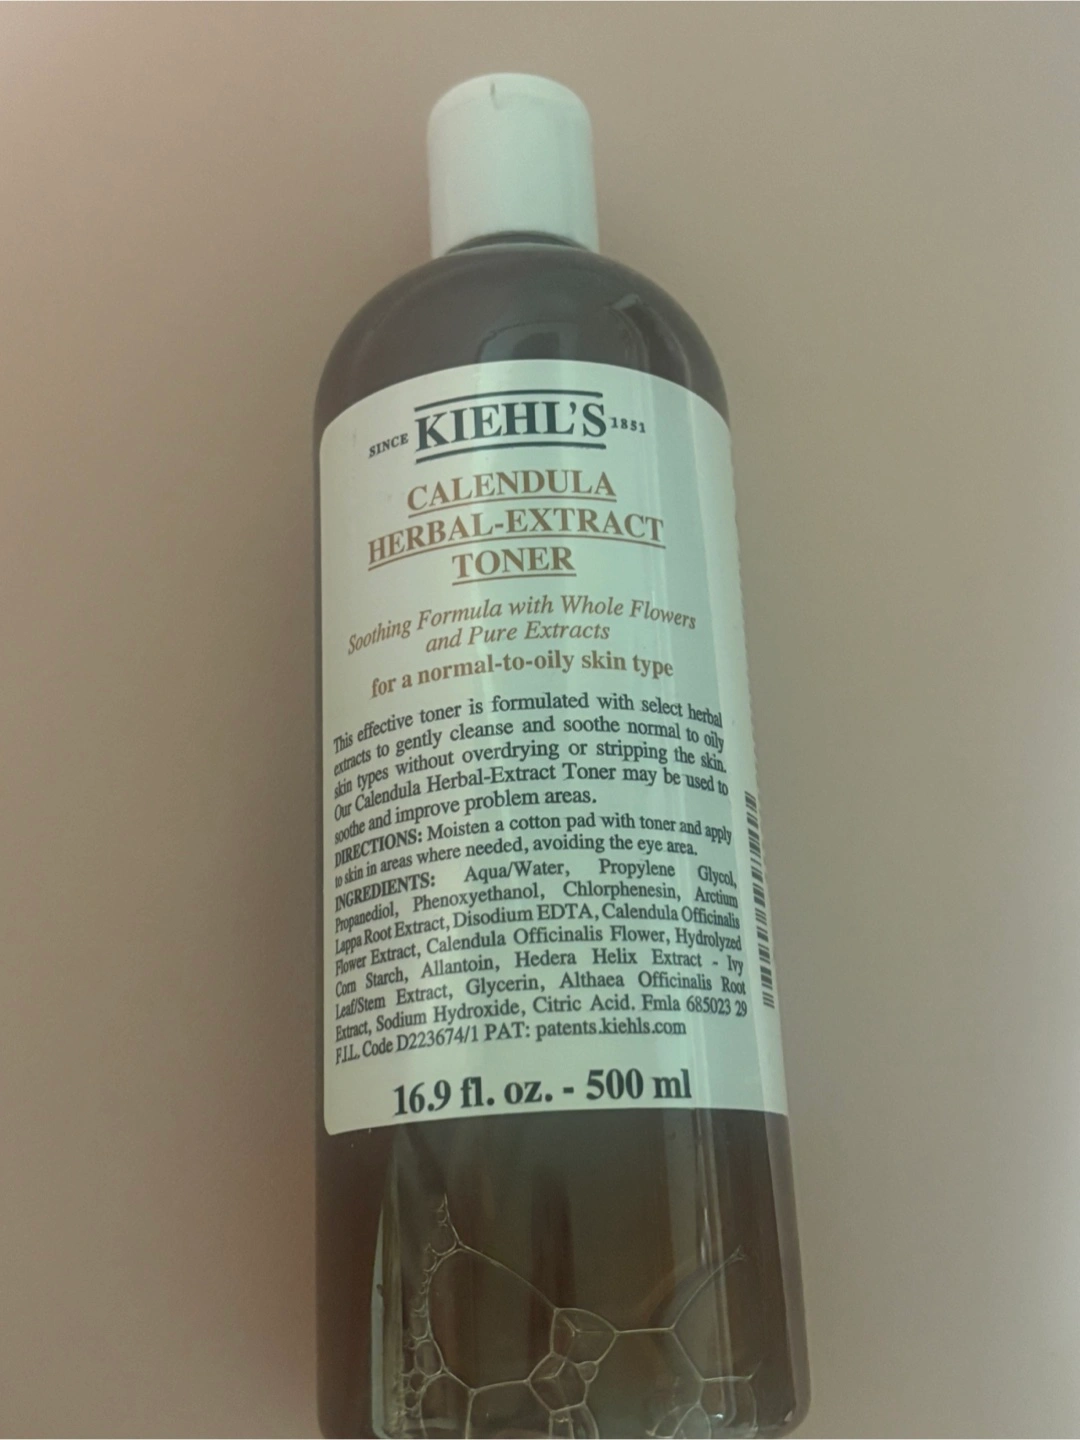 SINCE KIEHL'S 1851
CALENDULA
HERBAL-EXTRACT
TONER
Soothing Formula with Whole Flowers
and Pure Extracts
for a normal-to-oily skin type
This effective toner is formulated with select herbal
extracts to gently cleanse and soothe normal to oily
skin types without overdrying or stripping the skin.
Our Calendula Herbal-Extract Toner may be used to
soothe and improve problem areas.
DIRECTIONS: Moisten a cotton pad with toner and apply
to skin in areas where needed, avoiding the eye area.
INGREDIENTS: Aqua/Water, Propylene Glycol,
Propanediol, Phenoxyethanol, Chlorphenesin, Arctium
Lappa Root Extract, Disodium EDTA, Calendula Officinalis
Flower Extract, Calendula Officinalis Flower, Hydrolyzed
Corn Starch, Allantoin, Hedera Helix Extract - Ivy
Leaf/Stem Extract, Glycerin, Althaea Officinalis Root
Extract, Sodium Hydroxide, Citric Acid. Fmla 685023 29
F.I.L. Code D223674/1 PAT: patents.kiehls.com
16.9 fl. oz. - 500 ml